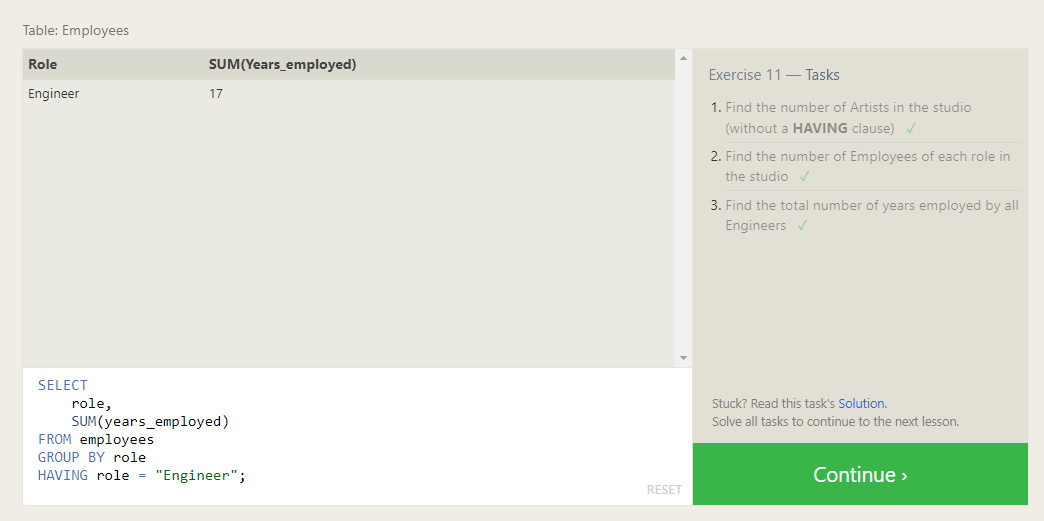 Table: Employees
Role SUM(Years_employed)
Engineer 17
SELECT
role,
SUM(years_employed)
FROM employees
GROUP BY role
HAVING role = "Engineer";
RESET
Exercise 11 — Tasks
1. Find the number of Artists in the studio
(without a HAVING clause) ✓
2. Find the number of Employees of each role in
the studio ✓
3. Find the total number of years employed by all
Engineers ✓
Stuck? Read this task's Solution.
Solve all tasks to continue to the next lesson.
Continue ›